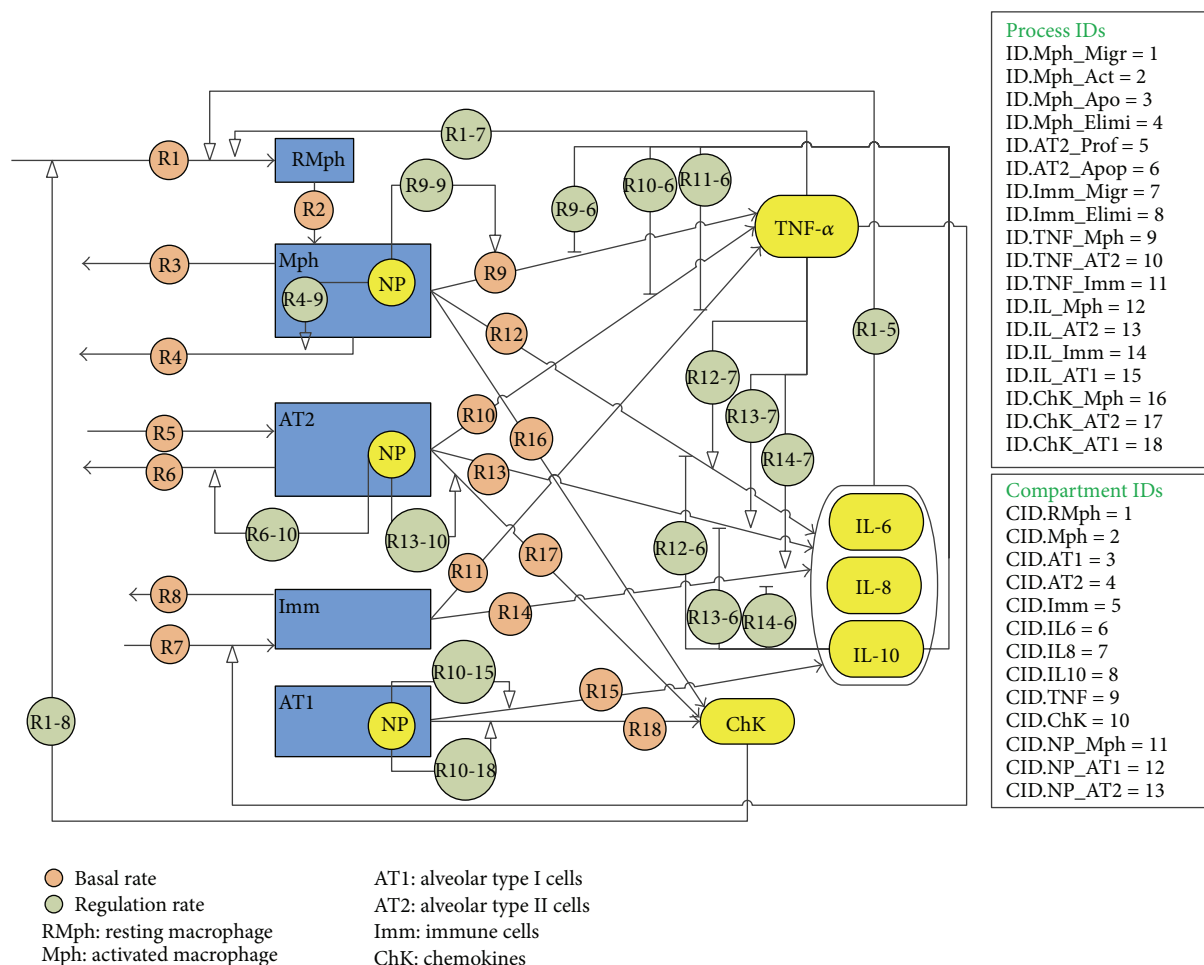 R1-7
R1
RMph
R9-9
R10-6
R11-6
R2
R9-6
TNF-α
Mph
R3
R9
NP
R4-9
R12
R1-5
R4
R12-7
R13-7
AT2
R10
R16
R5
R14-7
R6
NP
R13
IL-6
R6-10
R13-10
R17
R12-6
R11
IL-8
R8
Imm
R14
R13-6
R14-6
R7
IL-10
R10-15
R15
AT1
R1-8
NP
R18
ChK
R10-18
Process IDs
ID.Mph_Migr = 1
ID.Mph_Act = 2
ID.Mph_Apo = 3
ID.Mph_Elimi = 4
ID.AT2_Prof = 5
ID.AT2_Apop = 6
ID.Imm_Migr = 7
ID.Imm_Elimi = 8
ID.TNF_Mph = 9
ID.TNF_AT2 = 10
ID.TNF_Imm = 11
ID.IL_Mph = 12
ID.IL_AT2 = 13
ID.IL_Imm = 14
ID.IL_AT1 = 15
ID.ChK_Mph = 16
ID.ChK_AT2 = 17
ID.ChK_AT1 = 18
Compartment IDs
CID.RMph = 1
CID.Mph = 2
CID.AT1 = 3
CID.AT2 = 4
CID.Imm = 5
CID.IL6 = 6
CID.IL8 = 7
CID.IL10 = 8
CID.TNF = 9
CID.ChK = 10
CID.NP_Mph = 11
CID.NP_AT1 = 12
CID.NP_AT2 = 13
Basal rate
Regulation rate
RMph: resting macrophage
Mph: activated macrophage
AT1: alveolar type I cells
AT2: alveolar type II cells
Imm: immune cells
ChK: chemokines